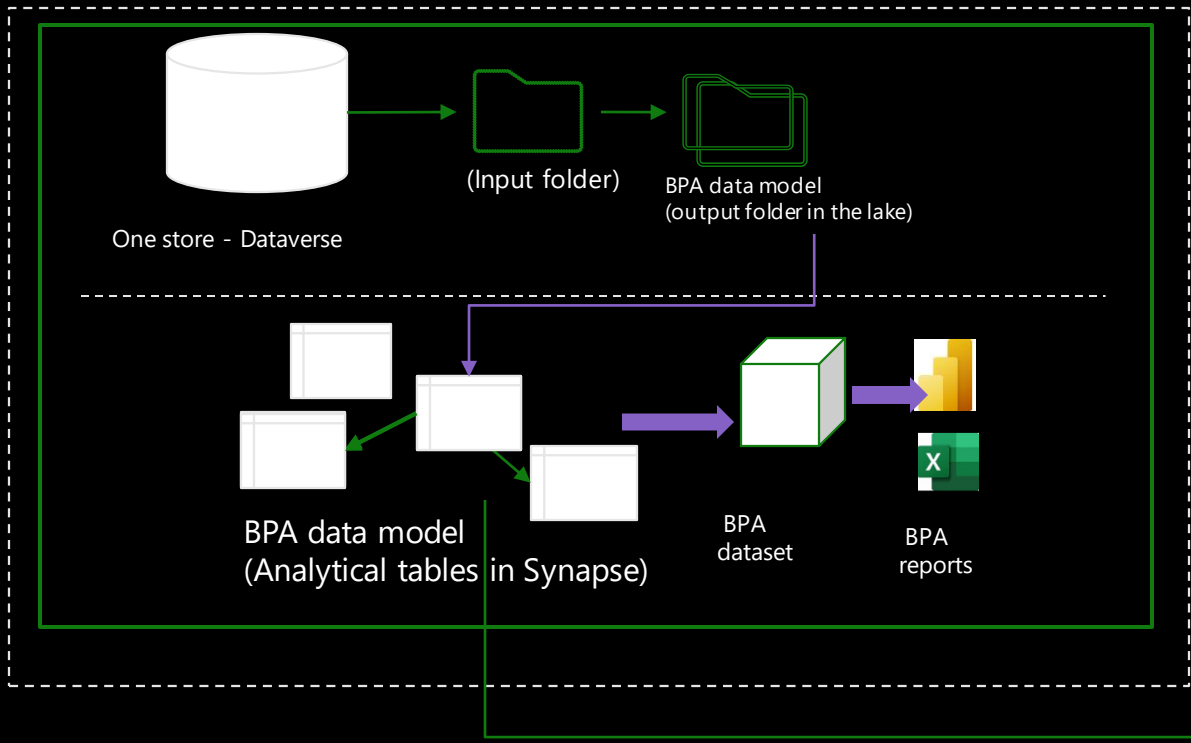 (Input folder)
BPA data model
(output folder in the lake)
One store - Dataverse
BPA data model
(Analytical tables in Synapse)
BPA
dataset
X
BPA
reports